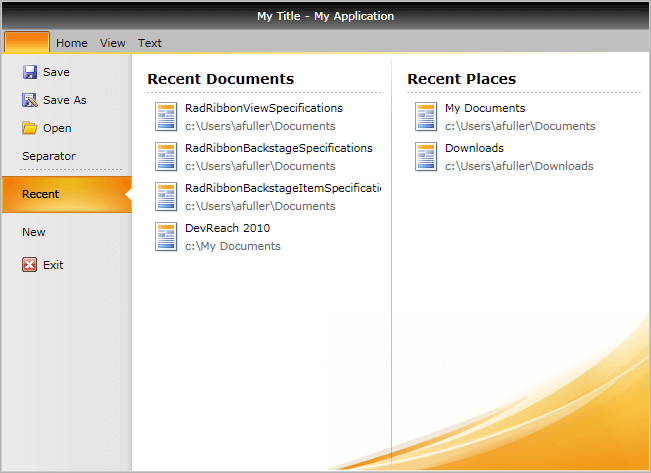 My Title - My Application
Home View Text
Save
Save As
Open
Separator
Recent
New
Exit
Recent Documents
RadRibbonViewSpecifications
c:\Users\afuller\Documents
RadRibbonBackstageSpecifications
c:\Users\afuller\Documents
RadRibbonBackstageItemSpecificatio
c:\Users\afuller\Documents
DevReach 2010
c:\My Documents
Recent Places
My Documents
c:\Users\afuller\Documents
Downloads
c:\Users\afuller\Downloads